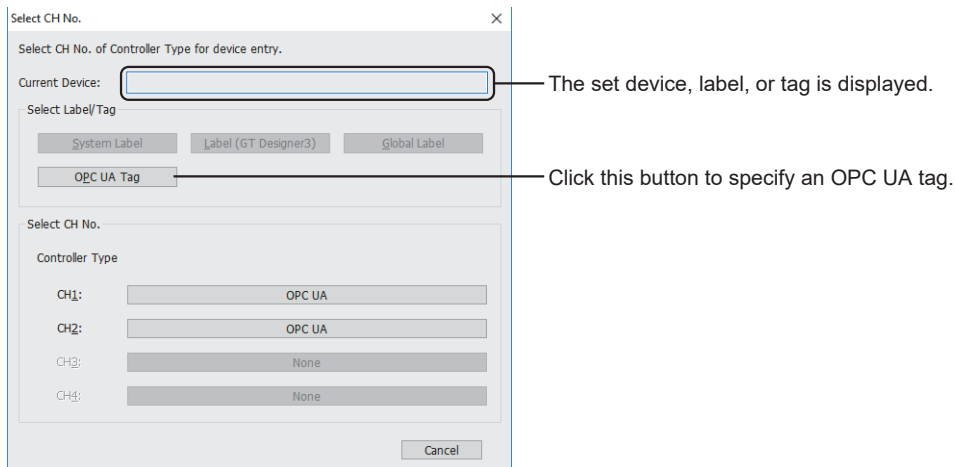 Select CH No.
Select CH No. of Controller Type for device entry.
Current Device:
The set device, label, or tag is displayed.
Select Label/Tag
System Label Label (GT Designer3) Global Label
OPC UA Tag
Click this button to specify an OPC UA tag.
Select CH No.
Controller Type
CH1: OPC UA
CH2: OPC UA
CH3: None
CH4: None
Cancel